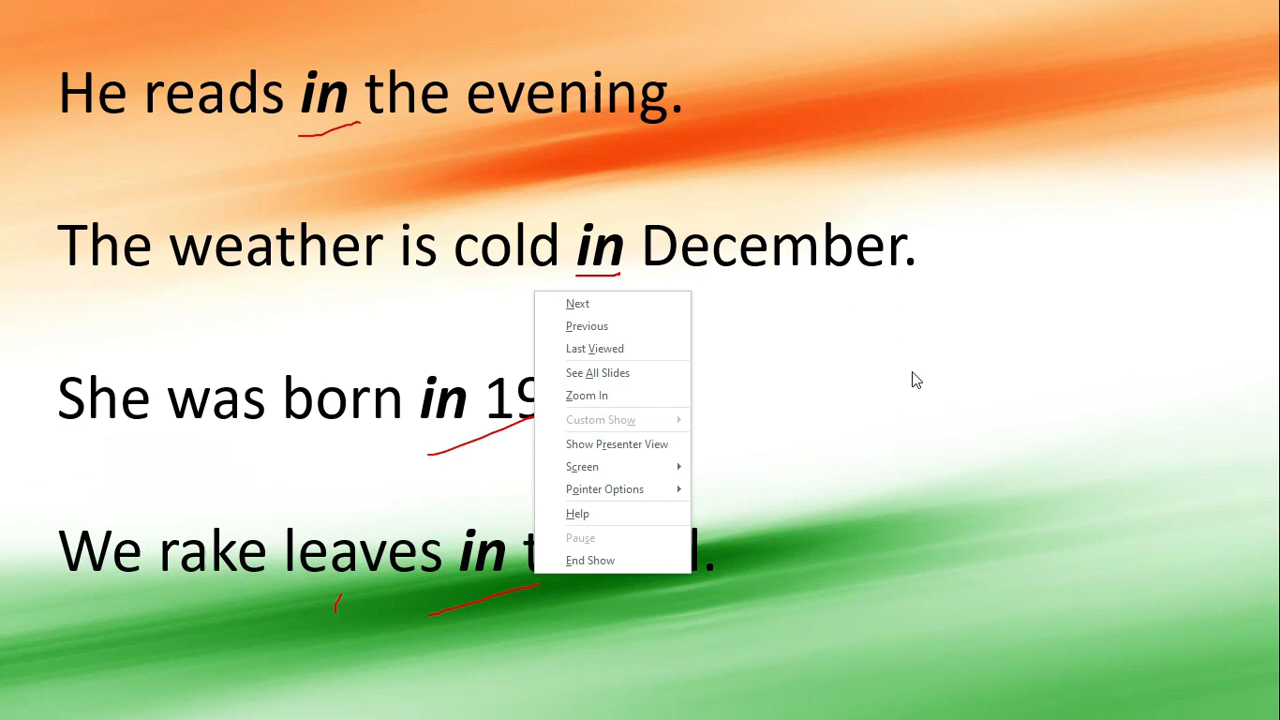 He reads in the evening.
The weather is cold in December.
She was born in 19
We rake leaves in
Next
Previous
Last Viewed
See All Slides
Zoom In
Custom Show
Show Presenter View
Screen
Pointer Options
Help
Pause
End Show